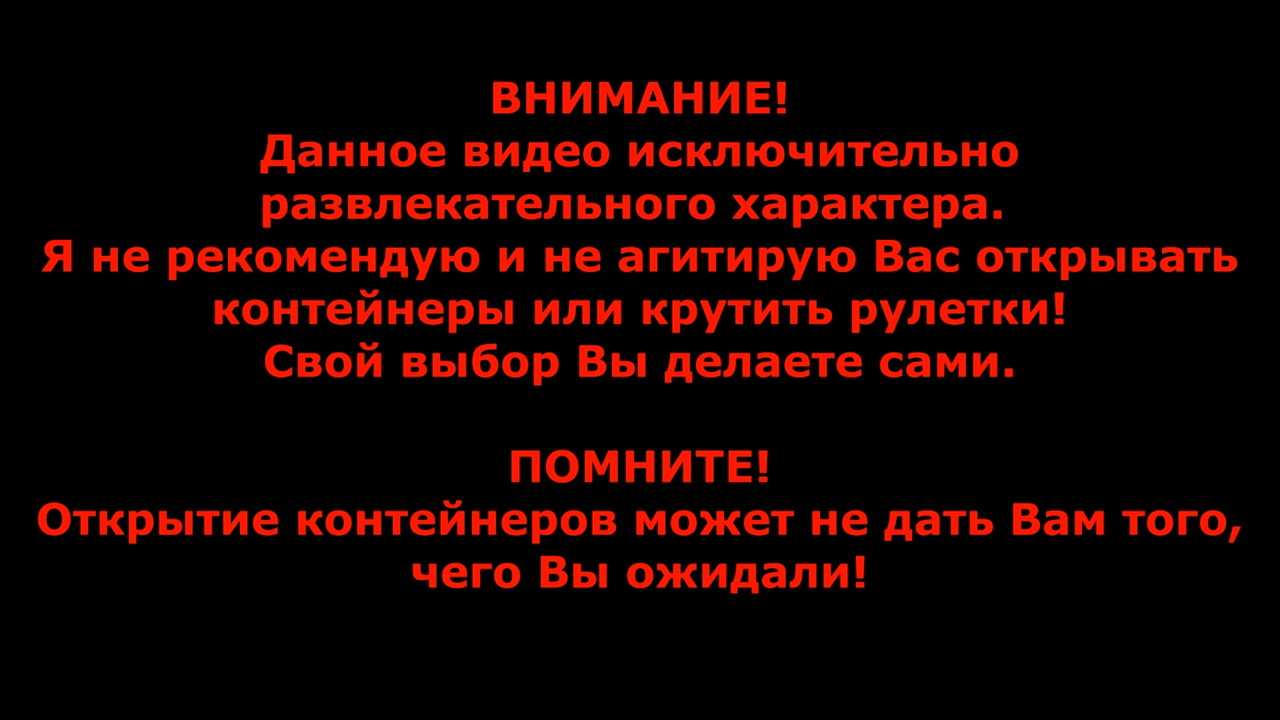 ВНИМАНИЕ!
Данное видео исключительно
развлекательного характера.
Я не рекомендую и не агитирую Вас открывать
контейнеры или крутить рулетки!
Свой выбор Вы делаете сами.
ПОМНИТЕ!
Открытие контейнеров может не дать Вам того,
чего Вы ожидали!